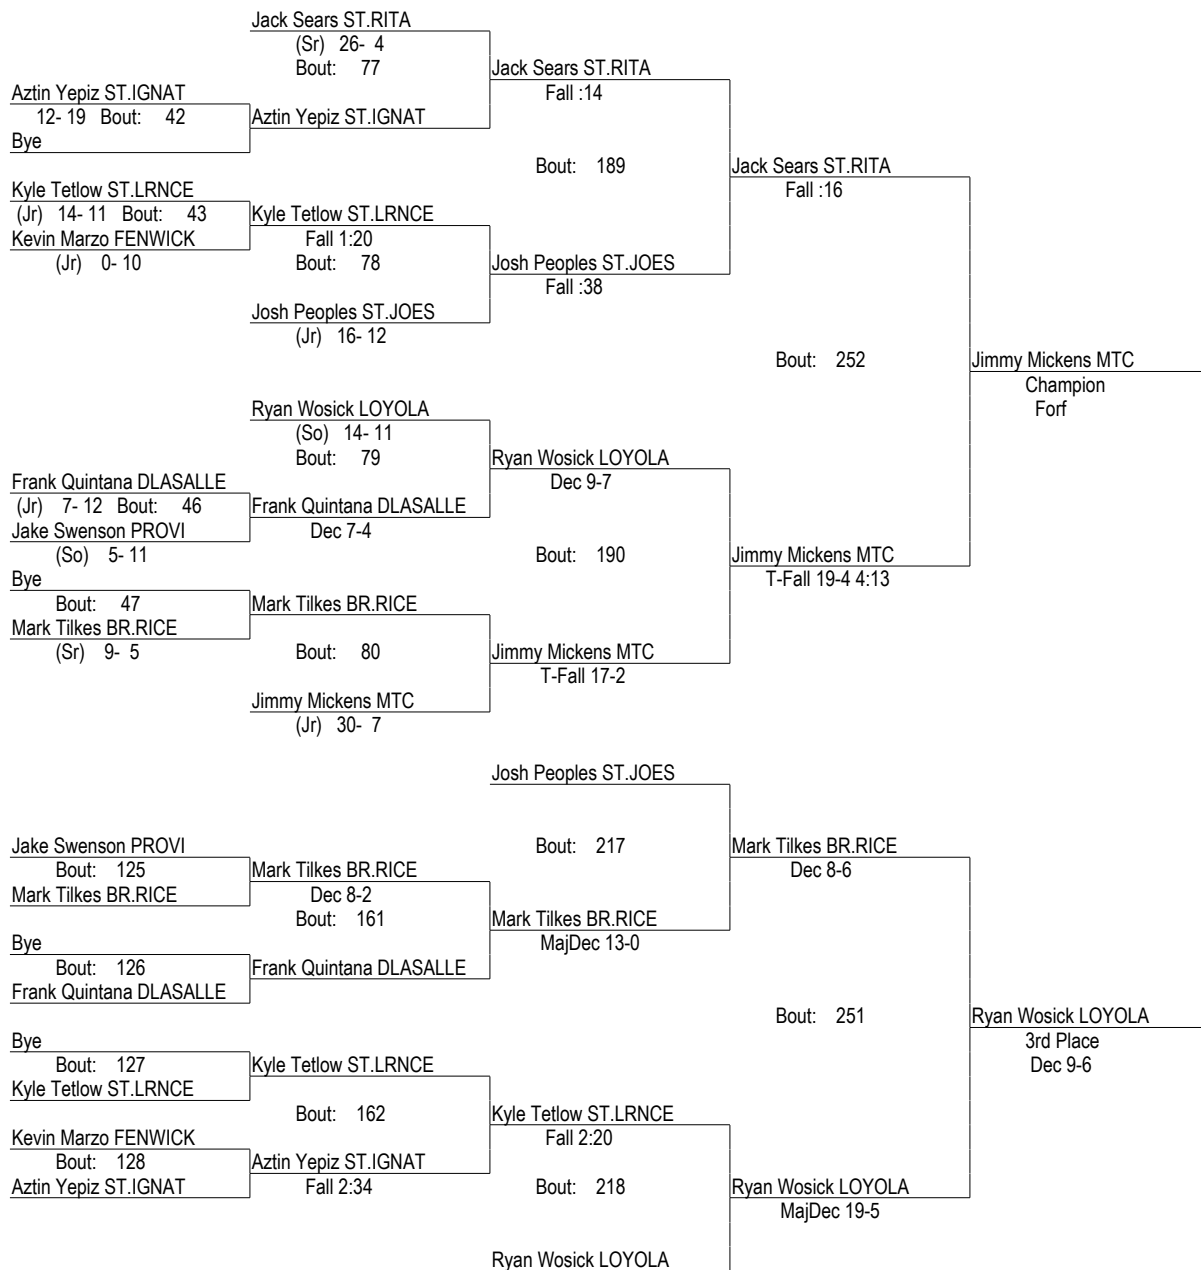 Jack Sears ST.RITA
(Sr) 26- 4
Bout: 77
Jack Sears ST.RITA
Fall :14
Aztin Yepiz ST.IGNAT
12- 19 Bout: 42
Aztin Yepiz ST.IGNAT
Bye
Bout: 189
Jack Sears ST.RITA
Fall :16
Kyle Tetlow ST.LRNCE
(Jr) 14- 11 Bout: 43
Kyle Tetlow ST.LRNCE
Kevin Marzo FENWICK
Fall 1:20
(Jr) 0- 10
Bout: 78
Josh Peoples ST.JOES
Fall :38
Josh Peoples ST.JOES
(Jr) 16- 12
Bout: 252
Jimmy Mickens MTC
Champion
Forf
Ryan Wosick LOYOLA
(So) 14- 11
Bout: 79
Ryan Wosick LOYOLA
Dec 9-7
Frank Quintana DLASALLE
(Jr) 7- 12 Bout: 46
Frank Quintana DLASALLE
Jake Swenson PROVI
Dec 7-4
(So) 5- 11
Bout: 190
Jimmy Mickens MTC
T-Fall 19-4 4:13
Bye
Bout: 47
Mark Tilkes BR.RICE
Mark Tilkes BR.RICE
(Sr) 9- 5
Bout: 80
Jimmy Mickens MTC
T-Fall 17-2
Jimmy Mickens MTC
(Jr) 30- 7
Josh Peoples ST.JOES
Bout: 217
Mark Tilkes BR.RICE
Dec 8-6
Jake Swenson PROVI
Bout: 125
Mark Tilkes BR.RICE
Mark Tilkes BR.RICE
Dec 8-2
Bout: 161
Mark Tilkes BR.RICE
MajDec 13-0
Bye
Bout: 126
Frank Quintana DLASALLE
Frank Quintana DLASALLE
Bout: 251
Ryan Wosick LOYOLA
3rd Place
Dec 9-6
Bye
Bout: 127
Kyle Tetlow ST.LRNCE
Kyle Tetlow ST.LRNCE
Bout: 162
Kyle Tetlow ST.LRNCE
Fall 2:20
Kevin Marzo FENWICK
Bout: 128
Aztin Yepiz ST.IGNAT
Aztin Yepiz ST.IGNAT
Fall 2:34
Bout: 218
Ryan Wosick LOYOLA
MajDec 19-5
Ryan Wosick LOYOLA